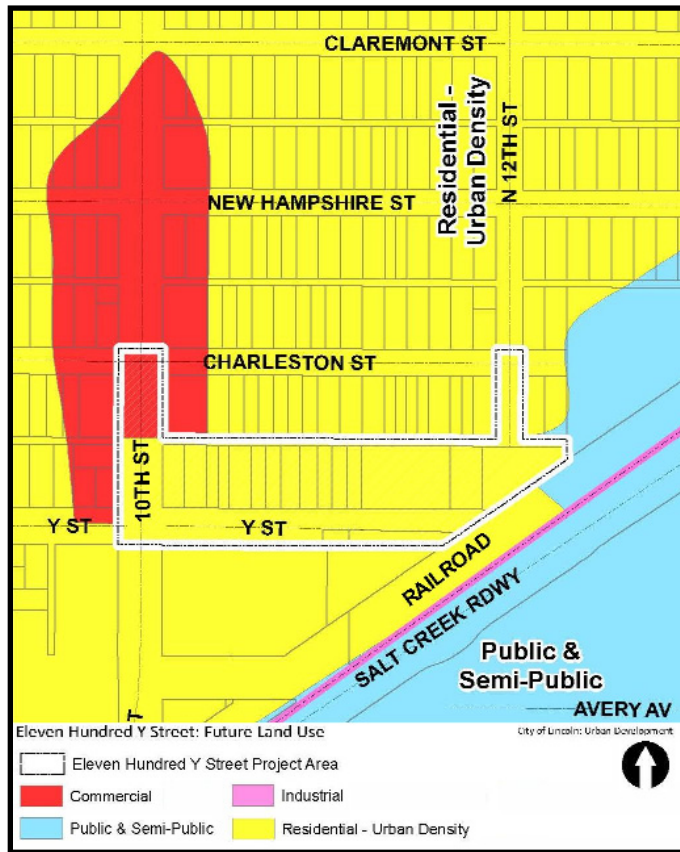 CLAREMONT ST
Residential -
Urban Density
N 12TH ST
NEW HAMPSHIRE ST
CHARLESTON ST
10TH ST
Y ST
Y ST
RAILROAD
SALT CREEK RDWY
Public &
Semi-Public
AVERY AV
T
Eleven Hundred Y Street: Future Land Use
City of Lincoln: Urban Development
Eleven Hundred Y Street Project Area
Commercial
Industrial
Public & Semi-Public
Residential - Urban Density